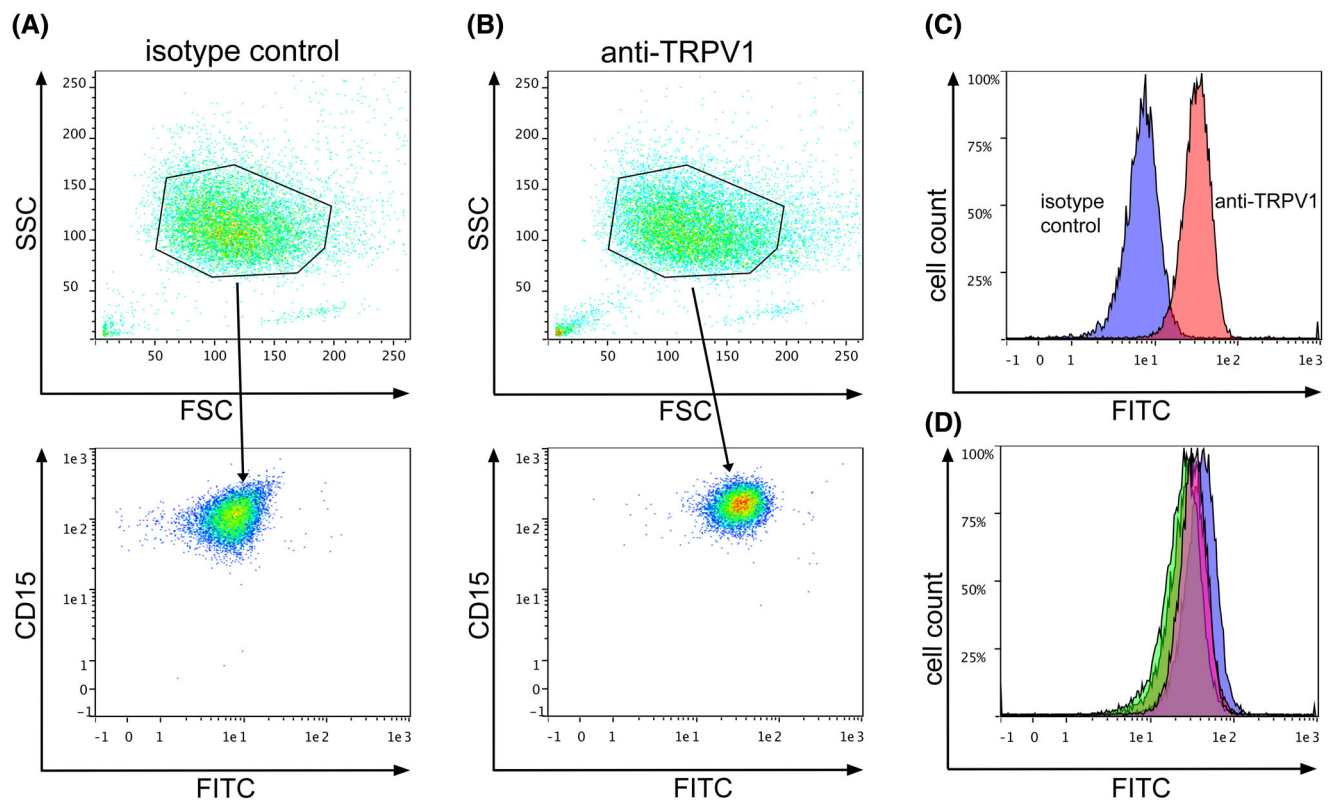 (A)
isotype control
250
200
150
100
50
SSC
50
100
150
200
250
FSC
1e3
1e2
1e1
1
0
-1
CD15
-1
0
1
1e1
1e2
1e3
FITC
(B)
anti-TRPV1
250
200
150
100
50
SSC
50
100
150
200
250
FSC
1e3
1e2
1e1
1
0
-1
CD15
-1
0
1
1e1
1e2
1e3
FITC
(C)
100%
75%
50%
25%
cell count
isotype
control
anti-TRPV1
-1
0
1
1e1
1e2
1e3
FITC
(D)
100%
75%
50%
25%
cell count
-1
0
1
1e1
1e2
1e3
FITC